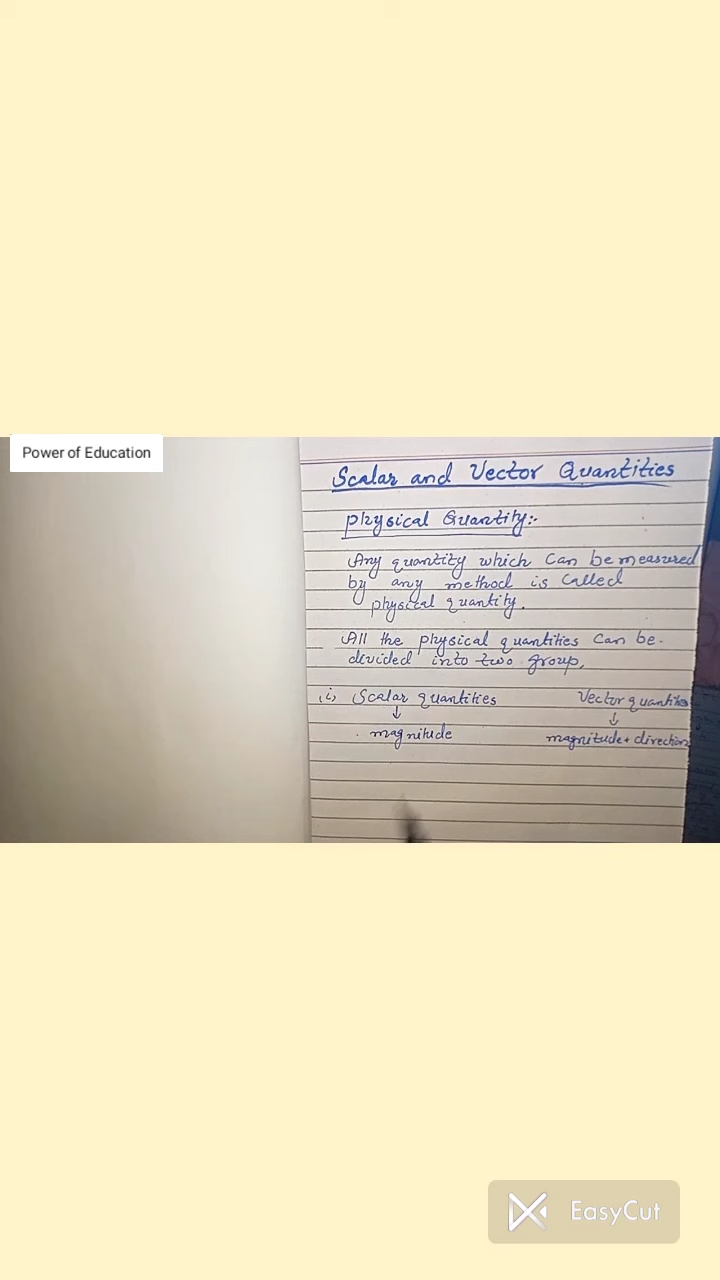 Power of Education
Scalar and Vector Quantities
Physical Quantity:-
Any quantity which can be measured
by any method is called
physical quantity.
All the physical quantities can be
divided into two group,
(i) Scalar quantities Vector quantities
↓ ↓
magnitude magnitude + direction
EasyCut